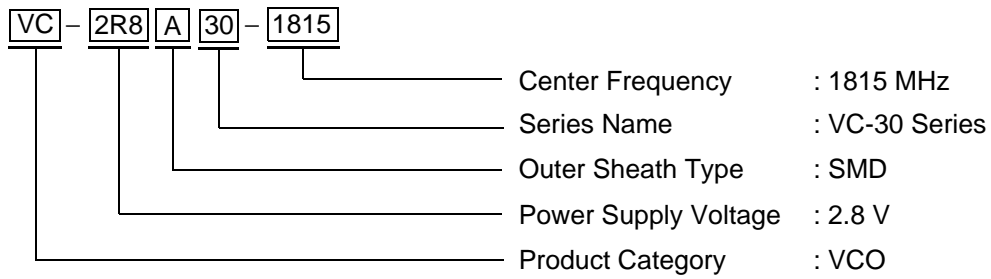 VC – 2R8 A 30 – 1815
Center Frequency : 1815 MHz
Series Name : VC-30 Series
Outer Sheath Type : SMD
Power Supply Voltage : 2.8 V
Product Category : VCO